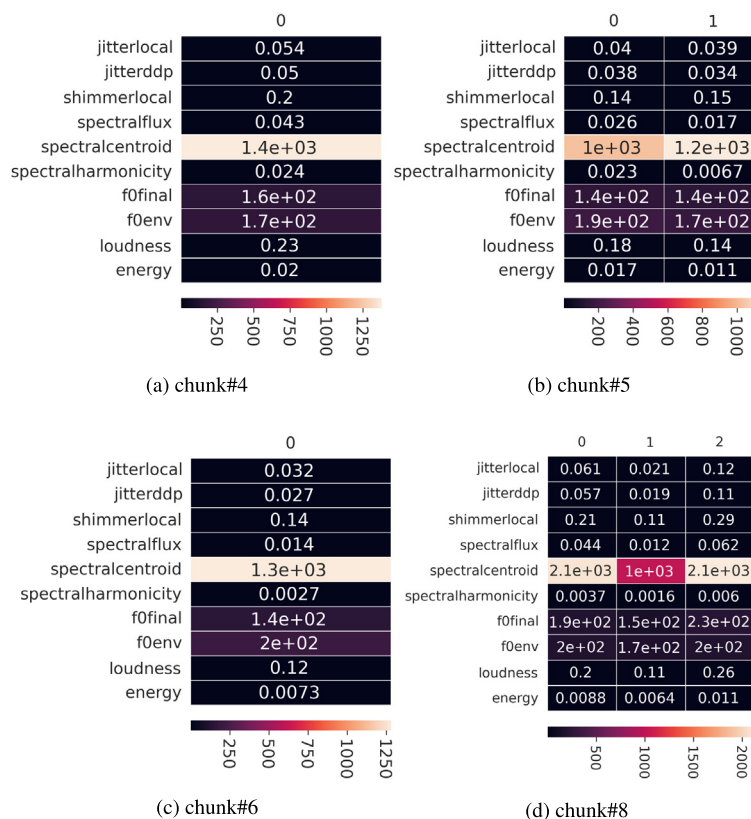 0
jitterlocal 0.054
jitterddp 0.05
shimmerlocal 0.2
spectralflux 0.043
spectralcentroid 1.4e+03
spectralharmonicity 0.024
f0final 1.6e+02
f0env 1.7e+02
loudness 0.23
energy 0.02
250 500 750 1000 1250
(a) chunk#4
0 1
jitterlocal 0.04 0.039
jitterddp 0.038 0.034
shimmerlocal 0.14 0.15
spectralflux 0.026 0.017
spectralcentroid 1e+03 1.2e+03
spectralharmonicity 0.023 0.0067
f0final 1.4e+02 1.4e+02
f0env 1.9e+02 1.7e+02
loudness 0.18 0.14
energy 0.017 0.011
200 400 600 800 1000
(b) chunk#5
0
jitterlocal 0.032
jitterddp 0.027
shimmerlocal 0.14
spectralflux 0.014
spectralcentroid 1.3e+03
spectralharmonicity 0.0027
f0final 1.4e+02
f0env 2e+02
loudness 0.12
energy 0.0073
250 500 750 1000 1250
(c) chunk#6
0 1 2
jitterlocal 0.061 0.021 0.12
jitterddp 0.057 0.019 0.11
shimmerlocal 0.21 0.11 0.29
spectralflux 0.044 0.012 0.062
spectralcentroid 2.1e+03 1e+03 2.1e+03
spectralharmonicity 0.0037 0.0016 0.006
f0final 1.9e+02 1.5e+02 2.3e+02
f0env 2e+02 1.7e+02 2e+02
loudness 0.2 0.11 0.26
energy 0.0088 0.0064 0.011
500 1000 1500 2000
(d) chunk#8